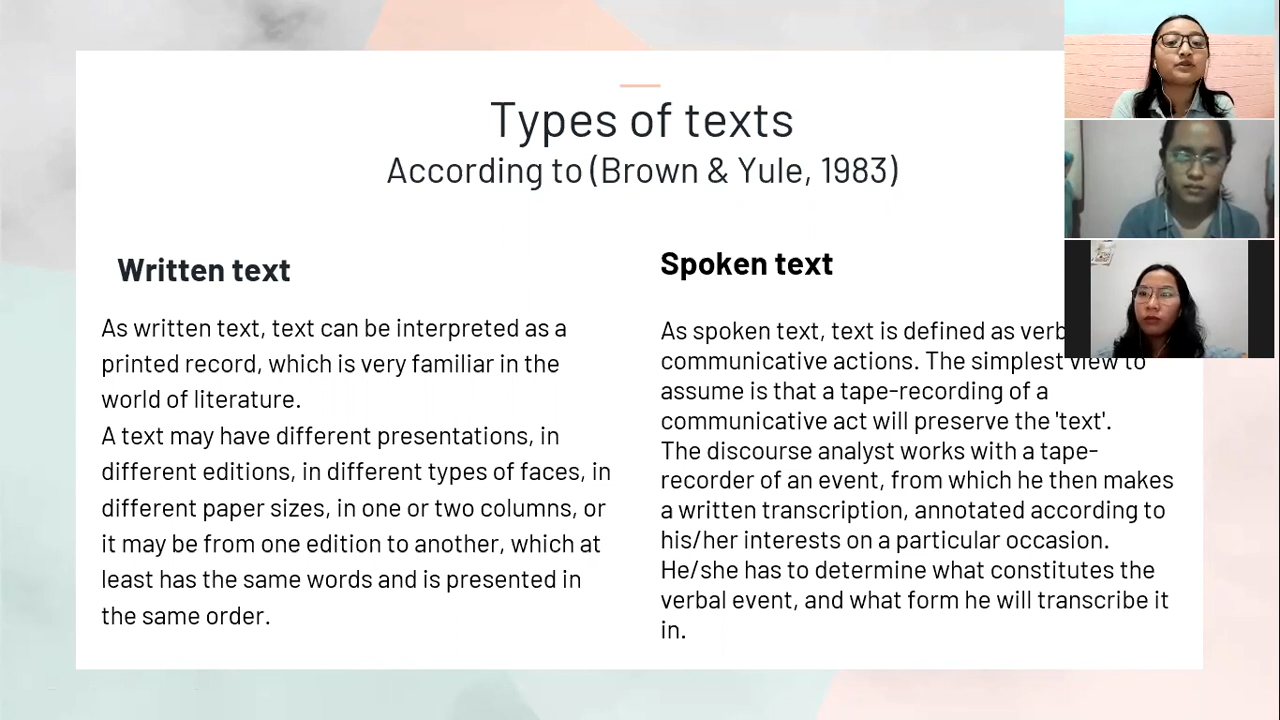 Types of texts
According to (Brown & Yule, 1983)
Written text
As written text, text can be interpreted as a
printed record, which is very familiar in the
world of literature.
A text may have different presentations, in
different editions, in different types of faces, in
different paper sizes, in one or two columns, or
it may be from one edition to another, which at
least has the same words and is presented in
the same order.
Spoken text
As spoken text, text is defined as
communicative actions. The simplest view to
assume is that a tape-recording of a
communicative act will preserve the 'text'.
The discourse analyst works with a tape-
recorder of an event, from which he then makes
a written transcription, annotated according to
his/her interests on a particular occasion.
He/she has to determine what constitutes the
verbal event, and what form he will transcribe it
in.